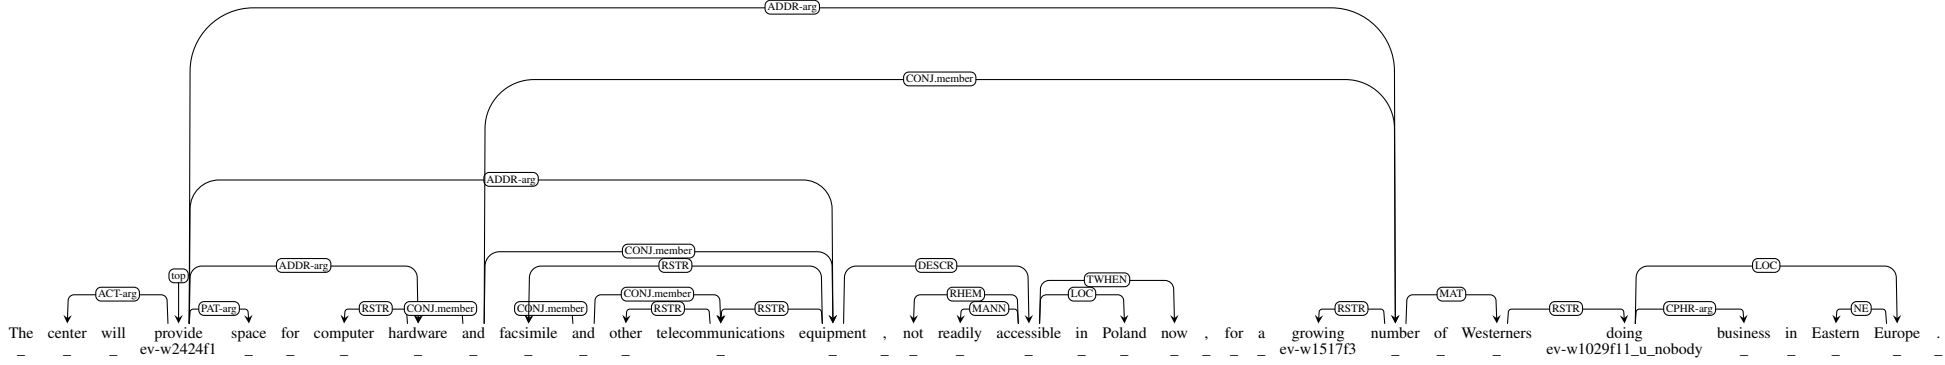 ADDR-arg
CONJ.member
ADDR-arg
CONJ.member
ADDR-arg RSTR DESCR LOC
top TWHEN
ACT-arg CONJ.member RHEM LOC MAT
PAT-arg RSTR CONJ.member CONJ.member RSTR RSTR MANN RSTR RSTR CPHR-arg NE
The center will provide space for computer hardware and facsimile and other telecommunications equipment , not readily accessible in Poland now , for a growing number of Westerners doing business in Eastern Europe .
_ _ _ ev-w2424f1 _ _ _ _ _ _ _ _ _ _ _ _ _ _ _ _ _ _ _ _ ev-w1517f3 _ _ _ ev-w1029f11_u_nobody _ _ _ _ _